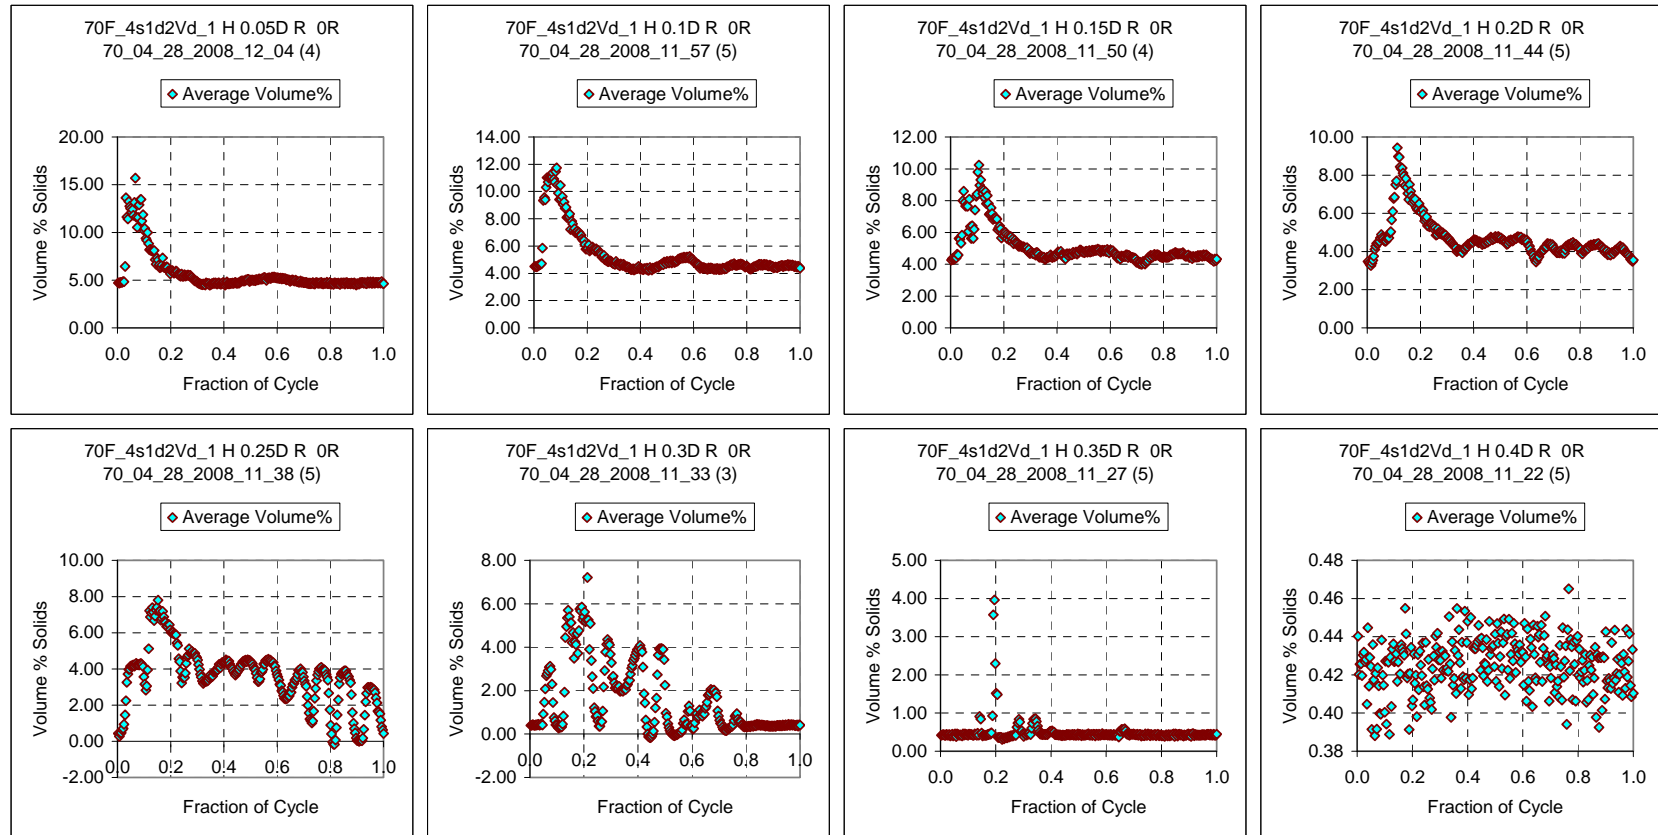 70F_4s1d2Vd_1 H 0.05D R 0R
70_04_28_2008_12_04 (4)
Average Volume%
20.00
15.00
10.00
5.00
0.00
Volume % Solids
0.0 0.2 0.4 0.6 0.8 1.0
Fraction of Cycle
70F_4s1d2Vd_1 H 0.1D R 0R
70_04_28_2008_11_57 (5)
Average Volume%
14.00
12.00
10.00
8.00
6.00
4.00
2.00
0.00
Volume % Solids
0.0 0.2 0.4 0.6 0.8 1.0
Fraction of Cycle
70F_4s1d2Vd_1 H 0.15D R 0R
70_04_28_2008_11_50 (4)
Average Volume%
12.00
10.00
8.00
6.00
4.00
2.00
0.00
Volume % Solids
0.0 0.2 0.4 0.6 0.8 1.0
Fraction of Cycle
70F_4s1d2Vd_1 H 0.2D R 0R
70_04_28_2008_11_44 (5)
Average Volume%
10.00
8.00
6.00
4.00
2.00
0.00
Volume % Solids
0.0 0.2 0.4 0.6 0.8 1.0
Fraction of Cycle
70F_4s1d2Vd_1 H 0.25D R 0R
70_04_28_2008_11_38 (5)
Average Volume%
10.00
8.00
6.00
4.00
2.00
0.00
-2.00
Volume % Solids
0.0 0.2 0.4 0.6 0.8 1.0
Fraction of Cycle
70F_4s1d2Vd_1 H 0.3D R 0R
70_04_28_2008_11_33 (3)
Average Volume%
8.00
6.00
4.00
2.00
0.00
-2.00
Volume % Solids
0.0 0.2 0.4 0.6 0.8 1.0
Fraction of Cycle
70F_4s1d2Vd_1 H 0.35D R 0R
70_04_28_2008_11_27 (5)
Average Volume%
5.00
4.00
3.00
2.00
1.00
0.00
Volume % Solids
0.0 0.2 0.4 0.6 0.8 1.0
Fraction of Cycle
70F_4s1d2Vd_1 H 0.4D R 0R
70_04_28_2008_11_22 (5)
Average Volume%
0.48
0.46
0.44
0.42
0.40
0.38
Volume % Solids
0.0 0.2 0.4 0.6 0.8 1.0
Fraction of Cycle